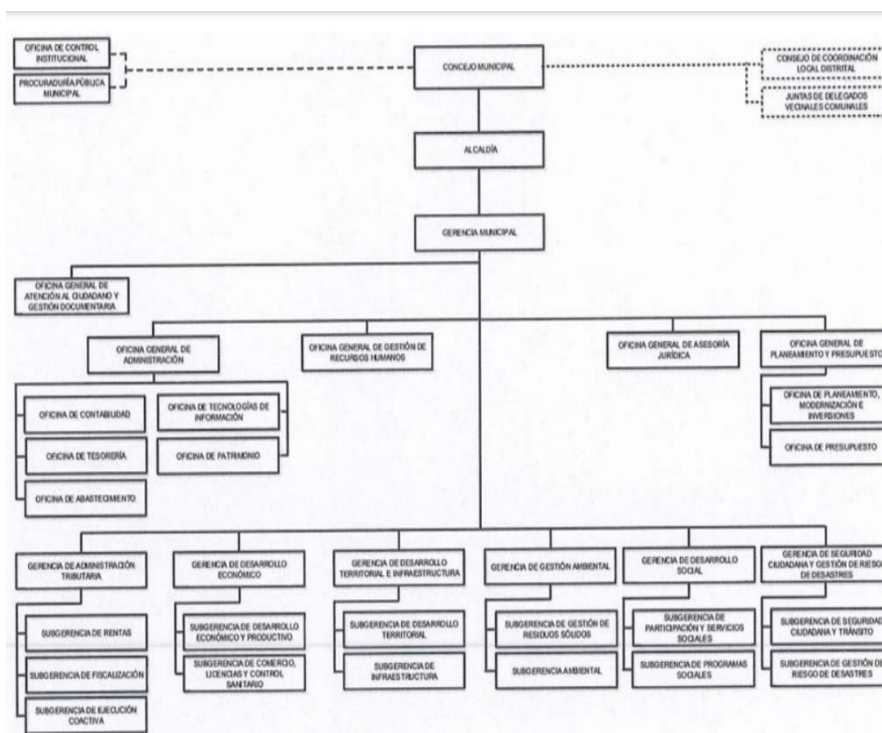 OFICINA DE CONTROL
INSTITUCIONAL
PROCURADURÍA PÚBLICA
MUNICIPAL
CONCEJO MUNICIPAL
CONSEJO DE COORDINACIÓN
LOCAL DISTRITAL
JUNTAS DE DELEGADOS
VECINALES COMUNALES
ALCALDÍA
GERENCIA MUNICIPAL
OFICINA GENERAL DE
ATENCIÓN AL CIUDADANO Y
GESTIÓN DOCUMENTARIA
OFICINA GENERAL DE
ADMINISTRACIÓN
OFICINA GENERAL DE GESTIÓN DE
RECURSOS HUMANOS
OFICINA GENERAL DE ASESORÍA
JURÍDICA
OFICINA GENERAL DE
PLANEAMIENTO Y PRESUPUESTO
OFICINA DE CONTABILIDAD
OFICINA DE TECNOLOGÍAS DE
INFORMACIÓN
OFICINA DE PLANEAMIENTO,
MODERNIZACIÓN E
INVERSIONES
OFICINA DE TESORERÍA
OFICINA DE PATRIMONIO
OFICINA DE PRESUPUESTO
OFICINA DE ABASTECIMIENTO
GERENCIA DE ADMINISTRACIÓN
TRIBUTARIA
GERENCIA DE DESARROLLO
ECONÓMICO
GERENCIA DE DESARROLLO
TERRITORIAL E INFRAESTRUCTURA
GERENCIA DE GESTIÓN AMBIENTAL
GERENCIA DE DESARROLLO
SOCIAL
GERENCIA DE SEGURIDAD
CIUDADANA Y GESTIÓN DE RIESGO
DE DESASTRES
SUBGERENCIA DE RENTAS
SUBGERENCIA DE DESARROLLO
ECONÓMICO Y PRODUCTIVO
SUBGERENCIA DE DESARROLLO
TERRITORIAL
SUBGERENCIA DE GESTIÓN DE
RESIDUOS SÓLIDOS
SUBGERENCIA DE
PARTICIPACIÓN Y SERVICIOS
SOCIALES
SUBGERENCIA DE SEGURIDAD
CIUDADANA Y TRÁNSITO
SUBGERENCIA DE FISCALIZACIÓN
SUBGERENCIA DE COMERCIO,
LICENCIAS Y CONTROL
SANITARIO
SUBGERENCIA DE
INFRAESTRUCTURA
SUBGERENCIA AMBIENTAL
SUBGERENCIA DE PROGRAMAS
SOCIALES
SUBGERENCIA DE GESTIÓN DE
RIESGO DE DESASTRES
SUBGERENCIA DE EJECUCIÓN
COACTIVA